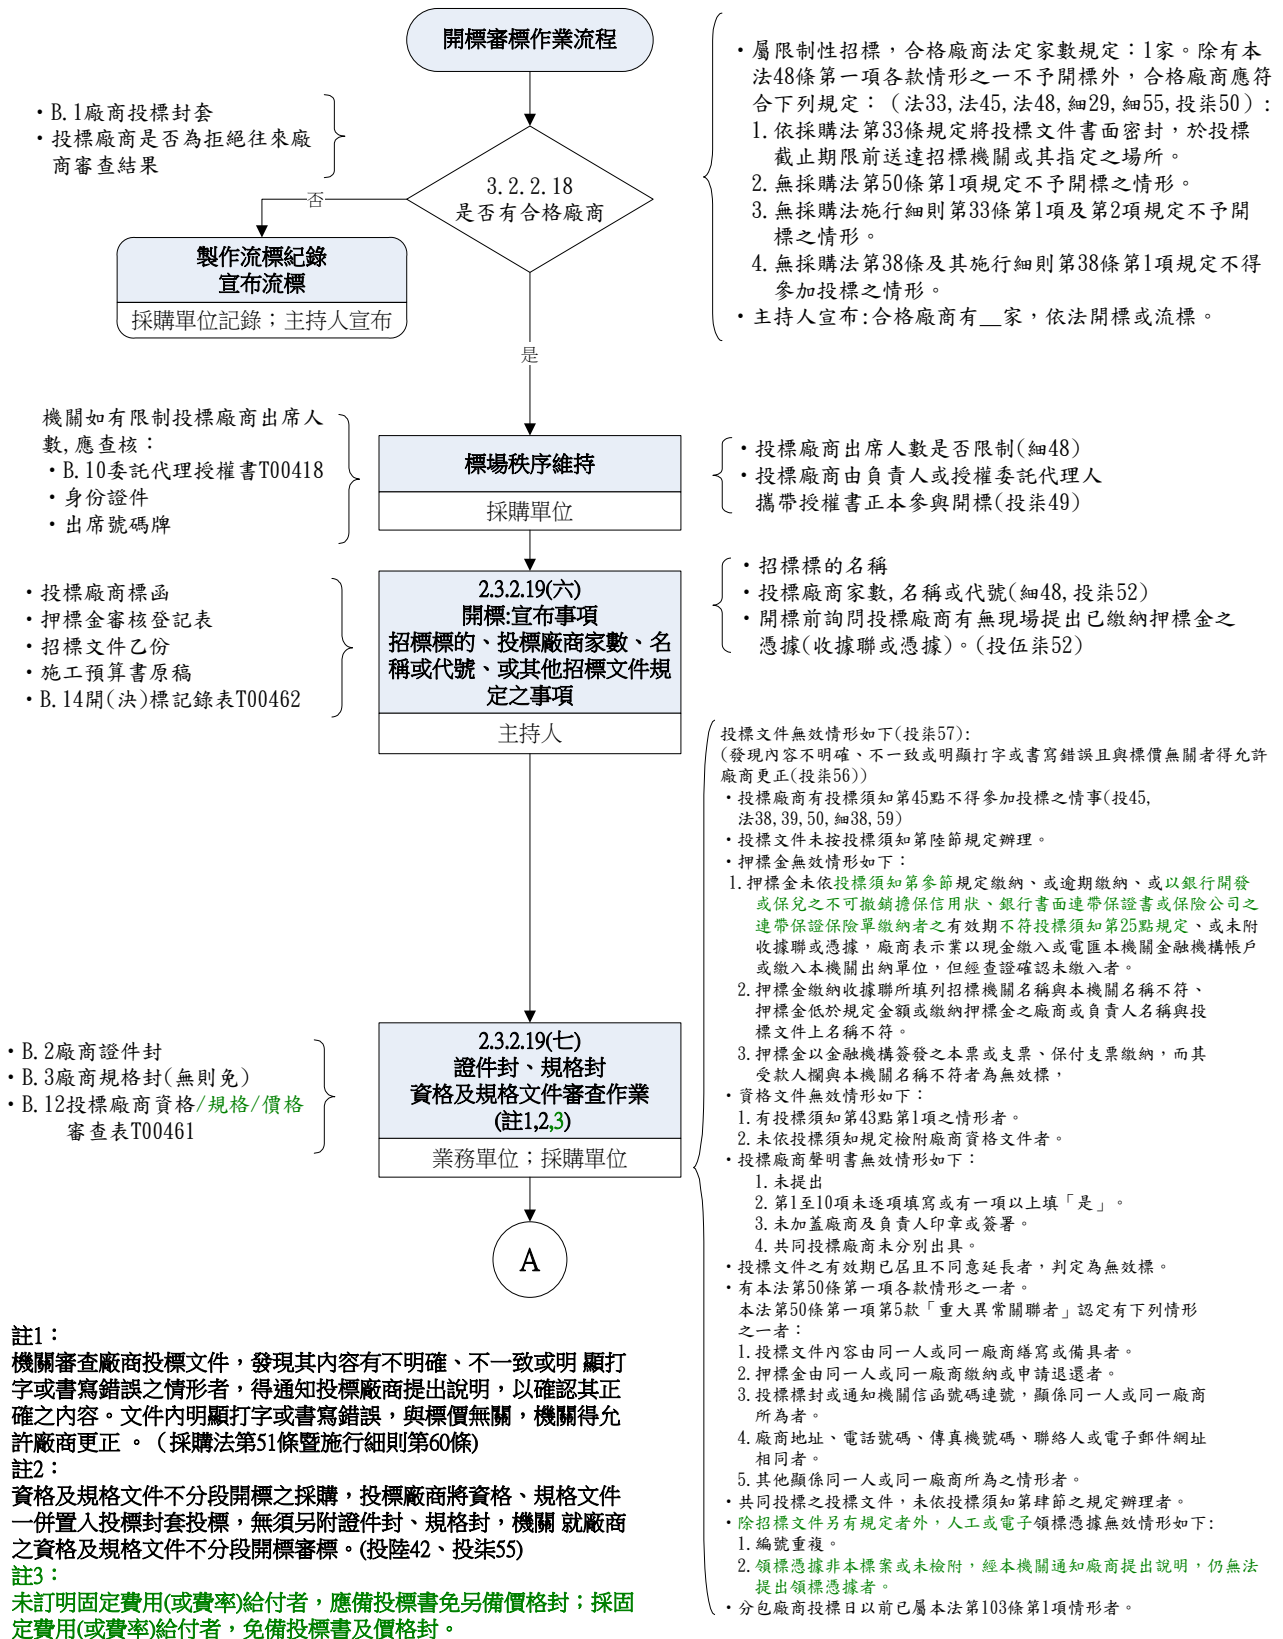 開標審標作業流程
・B.1廠商投標封套
・投標廠商是否為拒絕往來廠
商審查結果
3.2.2.18
是否有合格廠商
否
製作流標紀錄
宣布流標
採購單位記錄；主持人宣布
是
・屬限制性招標，合格廠商法定家數規定：1家。除有本
法48條第一項各款情形之一不予開標外，合格廠商應符
合下列規定：（法33,法45,法48,細29,細55,投柒50）:
1.依採購法第33條規定將投標文件書面密封，於投標
截止期限前送達招標機關或其指定之場所。
2.無採購法第50條第1項規定不予開標之情形。
3.無採購法施行細則第33條第1項及第2項規定不予開
標之情形。
4.無採購法第38條及其施行細則第38條第1項規定不得
參加投標之情形。
・主持人宣布:合格廠商有__家，依法開標或流標。
機關如有限制投標廠商出席人
數,應查核：
・B.10委託代理授權書T00418
・身份證件
・出席號碼牌
標場秩序維持
採購單位
・投標廠商出席人數是否限制(細48)
・投標廠商由負責人或授權委託代理人
攜帶授權書正本參與開標(投柒49)
・投標廠商標函
・押標金審核登記表
・招標文件乙份
・施工預算書原稿
・B.14開(決)標記錄表T00462
2.3.2.19(六)
開標:宣布事項
招標標的、投標廠商家數、名
稱或代號、或其他招標文件規
定之事項
主持人
・招標標的名稱
・投標廠商家數,名稱或代號(細48,投柒52)
・開標前詢問投標廠商有無現場提出已繳納押標金之
憑據(收據聯或憑據)。(投伍柒52)
・B.2廠商證件封
・B.3廠商規格封(無則免)
・B.12投標廠商資格/規格/價格
審查表T00461
2.3.2.19(七)
證件封、規格封
資格及規格文件審查作業
(註1,2,3)
業務單位；採購單位
A
投標文件無效情形如下(投柒57):
(發現內容不明確、不一致或明顯打字或書寫錯誤且與標價無關者得允許
廠商更正(投柒56))
・投標廠商有投標須知第45點不得參加投標之情事(投45,
法38,39,50,細38,59)
・投標文件未按投標須知第陸節規定辦理。
・押標金無效情形如下：
1.押標金未依投標須知第參節規定繳納、或逾期繳納、或以銀行開發
或保兌之不可撤銷擔保信用狀、銀行書面連帶保證書或保險公司之
連帶保證保險單繳納者之有效期不符投標須知第25點規定、或未附
收據聯或憑據，廠商表示業以現金繳入或電匯本機關金融機構帳戶
或繳入本機關出納單位，但經查證確認未繳入者。
2.押標金繳納收據聯所填列招標機關名稱與本機關名稱不符、
押標金低於規定金額或繳納押標金之廠商或負責人名稱與投
標文件上名稱不符。
3.押標金以金融機構簽發之本票或支票、保付支票繳納，而其
受款人欄與本機關名稱不符者為無效標，
・資格文件無效情形如下：
1.有投標須知第43點第1項之情形者。
2.未依投標須知規定檢附廠商資格文件者。
・投標廠商聲明書無效情形如下：
1.未提出
2.第1至10項未逐項填寫或有一項以上填「是」。
3.未加蓋廠商及負責人印章或簽署。
4.共同投標廠商未分別出具。
・投標文件之有效期已屆且不同意延長者，判定為無效標。
・有本法第50條第一項各款情形之一者。
本法第50條第一項第5款「重大異常關聯者」認定有下列情形
之一者：
1.投標文件內容由同一人或同一廠商繕寫或備具者。
2.押標金由同一人或同一廠商繳納或申請退還者。
3.投標標封或通知機關信函號碼連號，顯係同一人或同一廠商
所為者。
4.廠商地址、電話號碼、傳真機號碼、聯絡人或電子郵件網址
相同者。
5.其他顯係同一人或同一廠商所為之情形者。
・共同投標之投標文件，未依投標須知第肆節之規定辦理者。
・除招標文件另有規定者外，人工或電子領標憑據無效情形如下:
1.編號重複。
2.領標憑據非本標案或未檢附，經本機關通知廠商提出說明，仍無法
提出領標憑據者。
・分包廠商投標日以前已屬本法第103條第1項情形者。
註1：
機關審查廠商投標文件，發現其內容有不明確、不一致或明 顯打
字或書寫錯誤之情形者，得通知投標廠商提出說明，以確認其正
確之內容。文件內明顯打字或書寫錯誤，與標價無關，機關得允
許廠商更正 。（採購法第51條暨施行細則第60條)
註2：
資格及規格文件不分段開標之採購，投標廠商將資格、規格文件
一併置入投標封套投標，無須另附證件封、規格封，機關 就廠商
之資格及規格文件不分段開標審標。(投陸42、投柒55)
註3：
未訂明固定費用(或費率)給付者，應備投標書免另備價格封；採固
定費用(或費率)給付者，免備投標書及價格封。